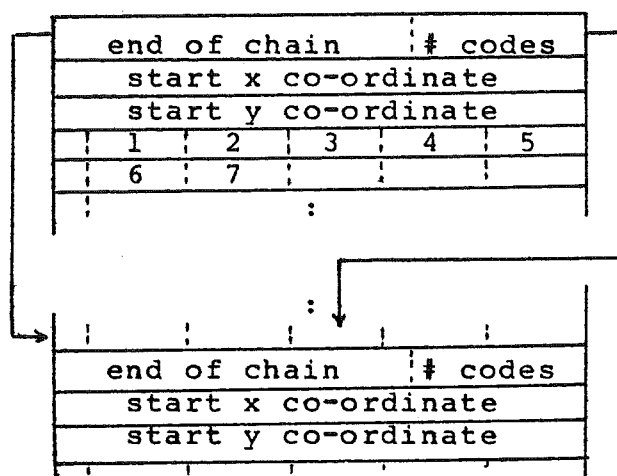 end of chain # codes
start x co-ordinate
start y co-ordinate
1 2 3 4 5
6 7
:
:
end of chain # codes
start x co-ordinate
start y co-ordinate